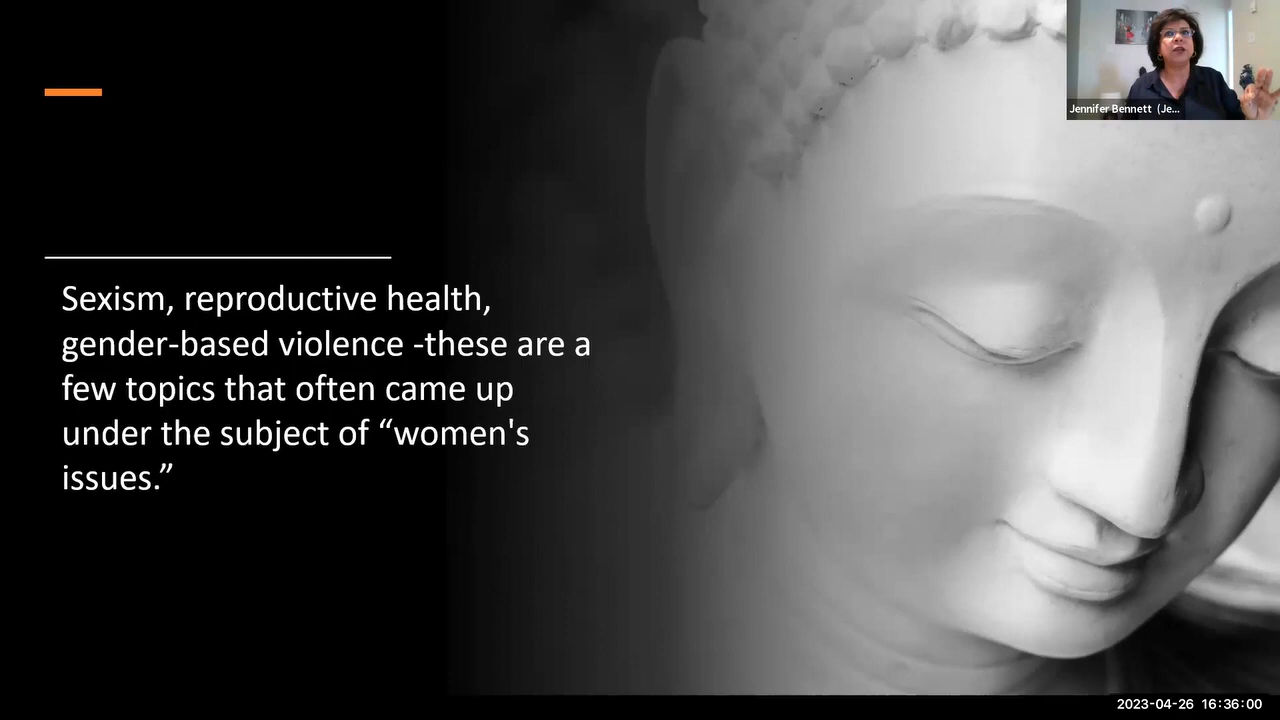 Jennifer Bennett (Je...
Sexism, reproductive health,
gender-based violence -these are a
few topics that often came up
under the subject of “women's
issues.”
2023-04-26 16:36:00